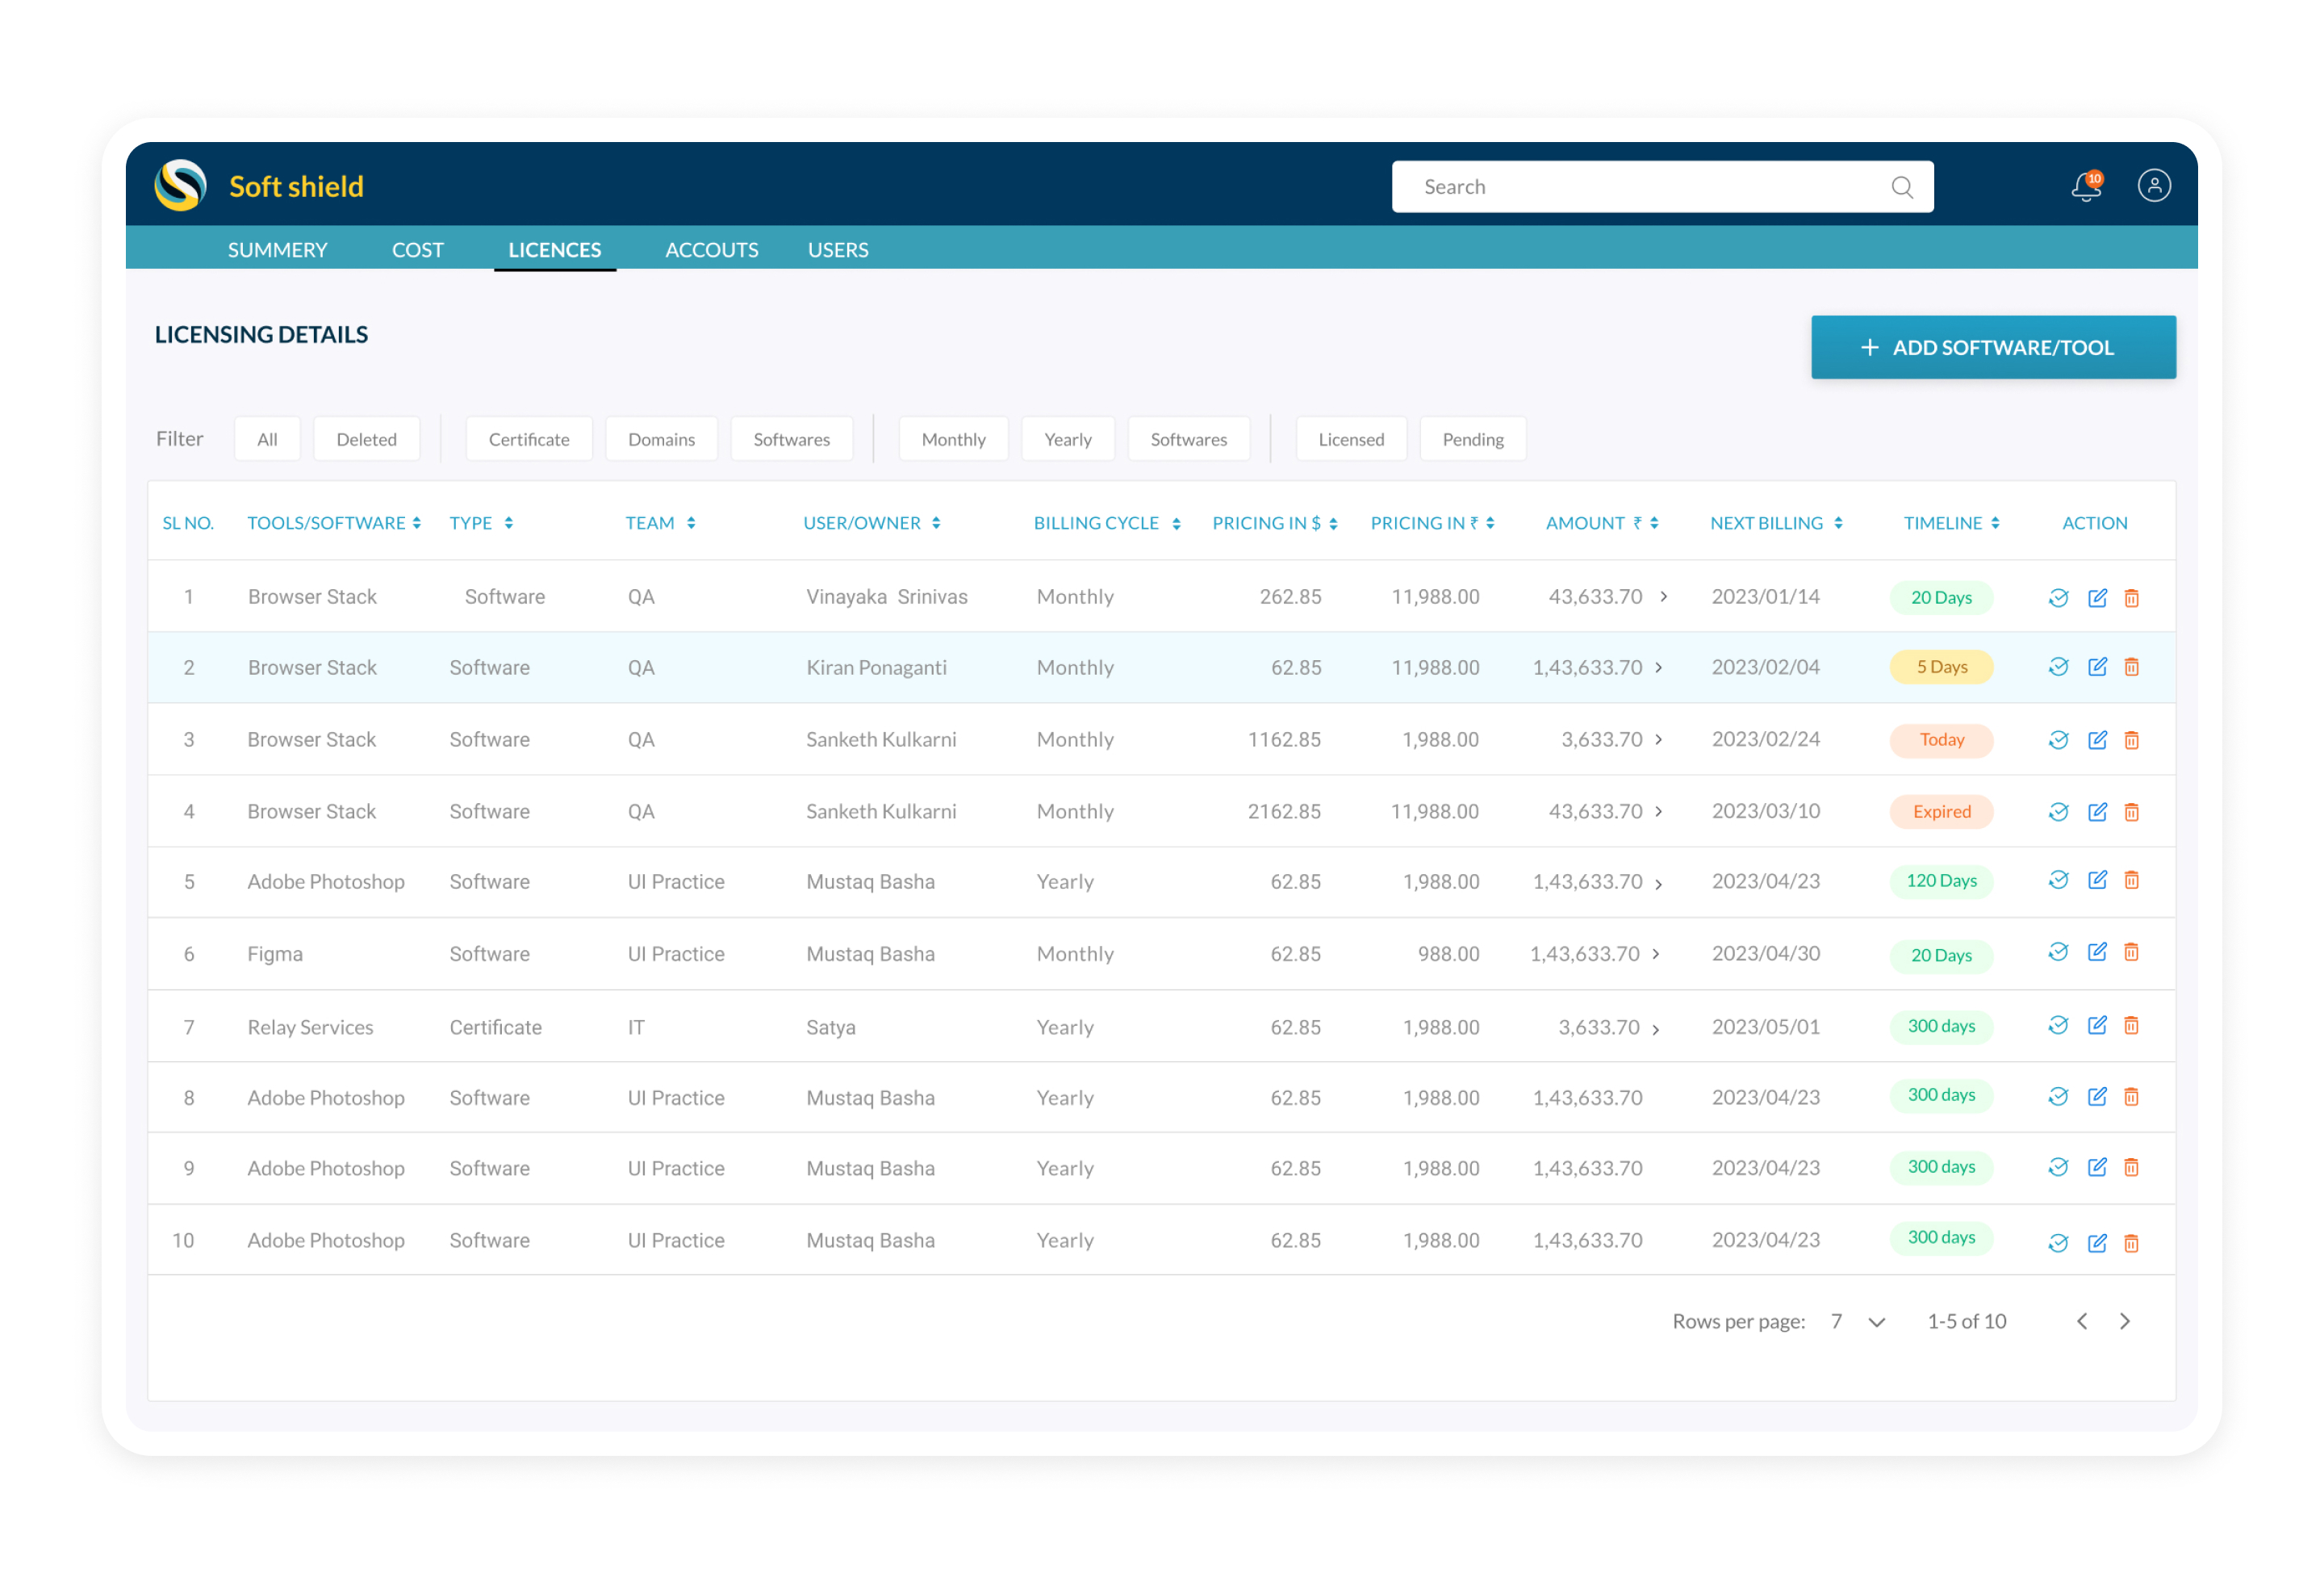 Soft shield
Search
10
SUMMERY COST LICENCES ACCOUTS USERS
LICENSING DETAILS
+ ADD SOFTWARE/TOOL
Filter All Deleted Certificate Domains Softwares Monthly Yearly Softwares Licensed Pending
SL NO. TOOLS/SOFTWARE TYPE TEAM USER/OWNER BILLING CYCLE PRICING IN $ PRICING IN ₹ AMOUNT ₹ NEXT BILLING TIMELINE ACTION
1 Browser Stack Software QA Vinayaka Srinivas Monthly 262.85 11,988.00 43,633.70 > 2023/01/14 20 Days
2 Browser Stack Software QA Kiran Ponaganti Monthly 62.85 11,988.00 1,43,633.70 > 2023/02/04 5 Days
3 Browser Stack Software QA Sanketh Kulkarni Monthly 1162.85 1,988.00 3,633.70 > 2023/02/24 Today
4 Browser Stack Software QA Sanketh Kulkarni Monthly 2162.85 11,988.00 43,633.70 > 2023/03/10 Expired
5 Adobe Photoshop Software UI Practice Mustaq Basha Yearly 62.85 1,988.00 1,43,633.70 > 2023/04/23 120 Days
6 Figma Software UI Practice Mustaq Basha Monthly 62.85 988.00 1,43,633.70 > 2023/04/30 20 Days
7 Relay Services Certificate IT Satya Yearly 62.85 1,988.00 3,633.70 > 2023/05/01 300 days
8 Adobe Photoshop Software UI Practice Mustaq Basha Yearly 62.85 1,988.00 1,43,633.70 2023/04/23 300 days
9 Adobe Photoshop Software UI Practice Mustaq Basha Yearly 62.85 1,988.00 1,43,633.70 2023/04/23 300 days
10 Adobe Photoshop Software UI Practice Mustaq Basha Yearly 62.85 1,988.00 1,43,633.70 2023/04/23 300 days
Rows per page: 7 1-5 of 10 < >